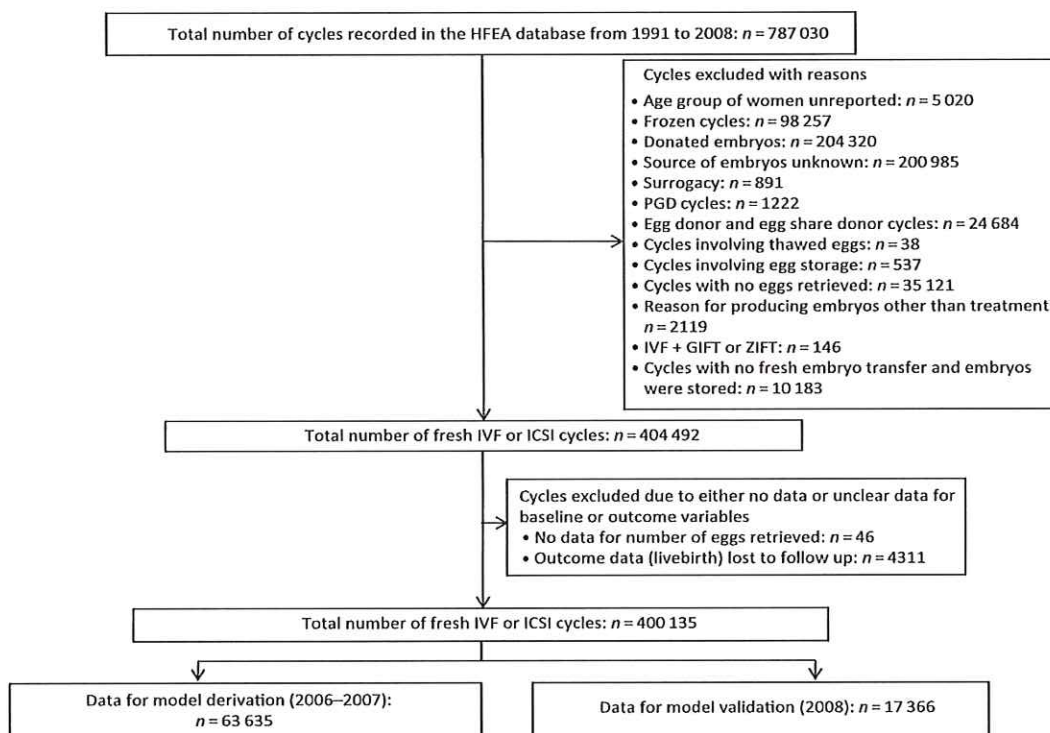 Total number of cycles recorded in the HFEA database from 1991 to 2008: n = 787 030
Cycles excluded with reasons
• Age group of women unreported: n = 5 020
• Frozen cycles: n = 98 257
• Donated embryos: n = 204 320
• Source of embryos unknown: n = 200 985
• Surrogacy: n = 891
• PGD cycles: n = 1222
• Egg donor and egg share donor cycles: n = 24 684
• Cycles involving thawed eggs: n = 38
• Cycles involving egg storage: n = 537
• Cycles with no eggs retrieved: n = 35 121
• Reason for producing embryos other than treatment
n = 2119
• IVF + GIFT or ZIFT: n = 146
• Cycles with no fresh embryo transfer and embryos
were stored: n = 10 183
Total number of fresh IVF or ICSI cycles: n = 404 492
Cycles excluded due to either no data or unclear data for
baseline or outcome variables
• No data for number of eggs retrieved: n = 46
• Outcome data (livebirth) lost to follow up: n = 4311
Total number of fresh IVF or ICSI cycles: n = 400 135
Data for model derivation (2006–2007):
n = 63 635
Data for model validation (2008): n = 17 366